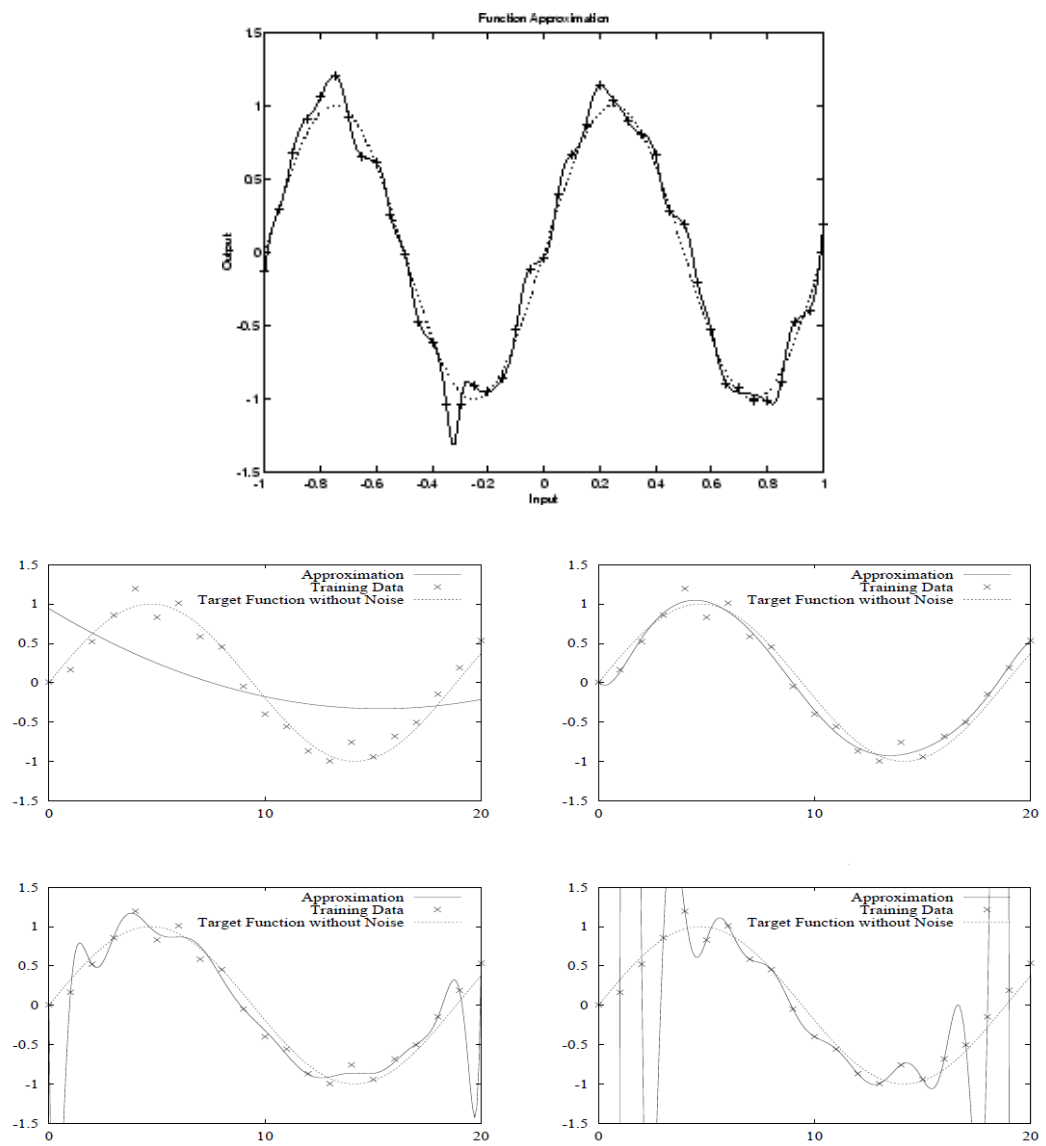 Function Approximation
1.5
1
0.5
0
-0.5
-1
-1.5
Output
-1 -0.8 -0.6 -0.4 -0.2 0 0.2 0.4 0.6 0.8 1
Input
1.5
1
0.5
0
-0.5
-1
-1.5
0 10 20
Approximation
Training Data
Target Function without Noise
1.5
1
0.5
0
-0.5
-1
-1.5
0 10 20
Approximation
Training Data
Target Function without Noise
1.5
1
0.5
0
-0.5
-1
-1.5
0 10 20
Approximation
Training Data
Target Function without Noise
1.5
1
0.5
0
-0.5
-1
-1.5
0 10 20
Approximation
Training Data
Target Function without Noise